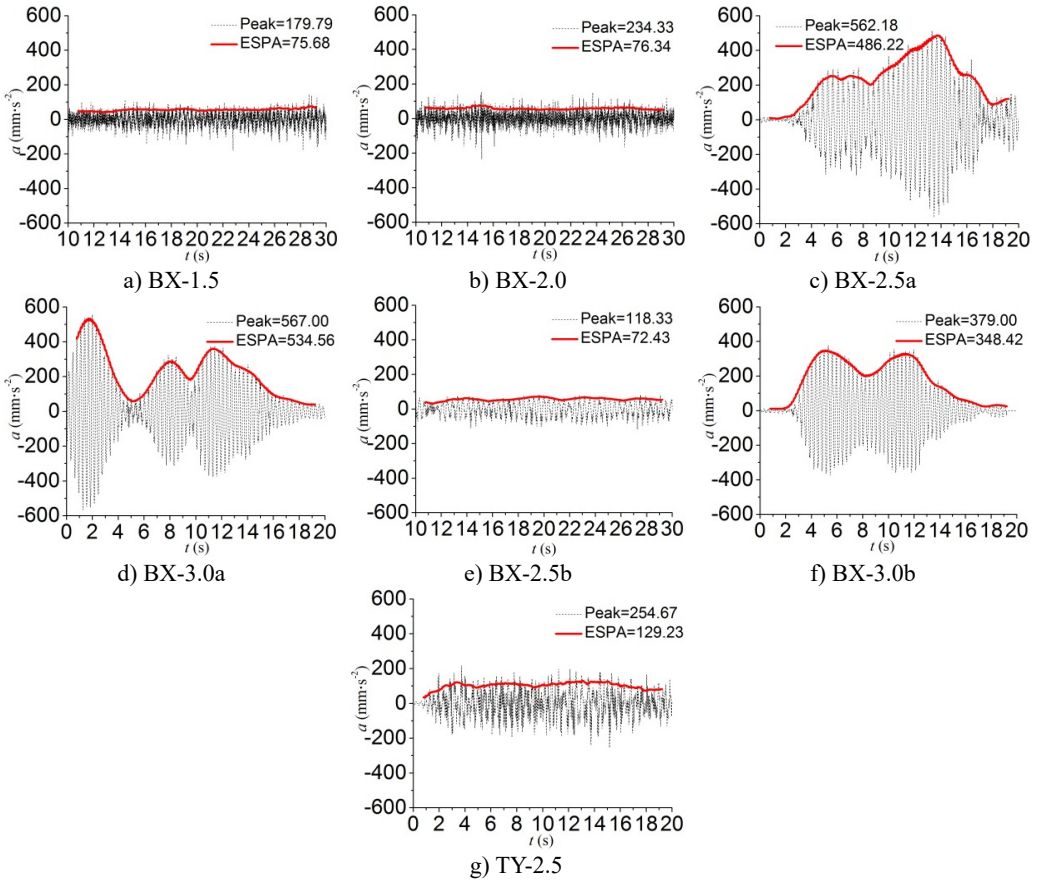 600
400
200
0
-200
-400
-600
a (mm·s⁻²)
Peak=179.79
ESPA=75.68
10 12 14 16 18 20 22 24 26 28 30
t (s)
a) BX-1.5
600
400
200
0
-200
-400
-600
a (mm·s⁻²)
Peak=234.33
ESPA=76.34
10 12 14 16 18 20 22 24 26 28 30
t (s)
b) BX-2.0
600
400
200
0
-200
-400
-600
a (mm·s⁻²)
Peak=562.18
ESPA=486.22
0 2 4 6 8 10 12 14 16 18 20
t (s)
c) BX-2.5a
600
400
200
0
-200
-400
-600
a (mm·s⁻²)
Peak=567.00
ESPA=534.56
0 2 4 6 8 10 12 14 16 18 20
t (s)
d) BX-3.0a
600
400
200
0
-200
-400
-600
a (mm·s⁻²)
Peak=118.33
ESPA=72.43
10 12 14 16 18 20 22 24 26 28 30
t (s)
e) BX-2.5b
600
400
200
0
-200
-400
-600
a (mm·s⁻²)
Peak=379.00
ESPA=348.42
0 2 4 6 8 10 12 14 16 18 20
t (s)
f) BX-3.0b
600
400
200
0
-200
-400
-600
a (mm·s⁻²)
Peak=254.67
ESPA=129.23
0 2 4 6 8 10 12 14 16 18 20
t (s)
g) TY-2.5